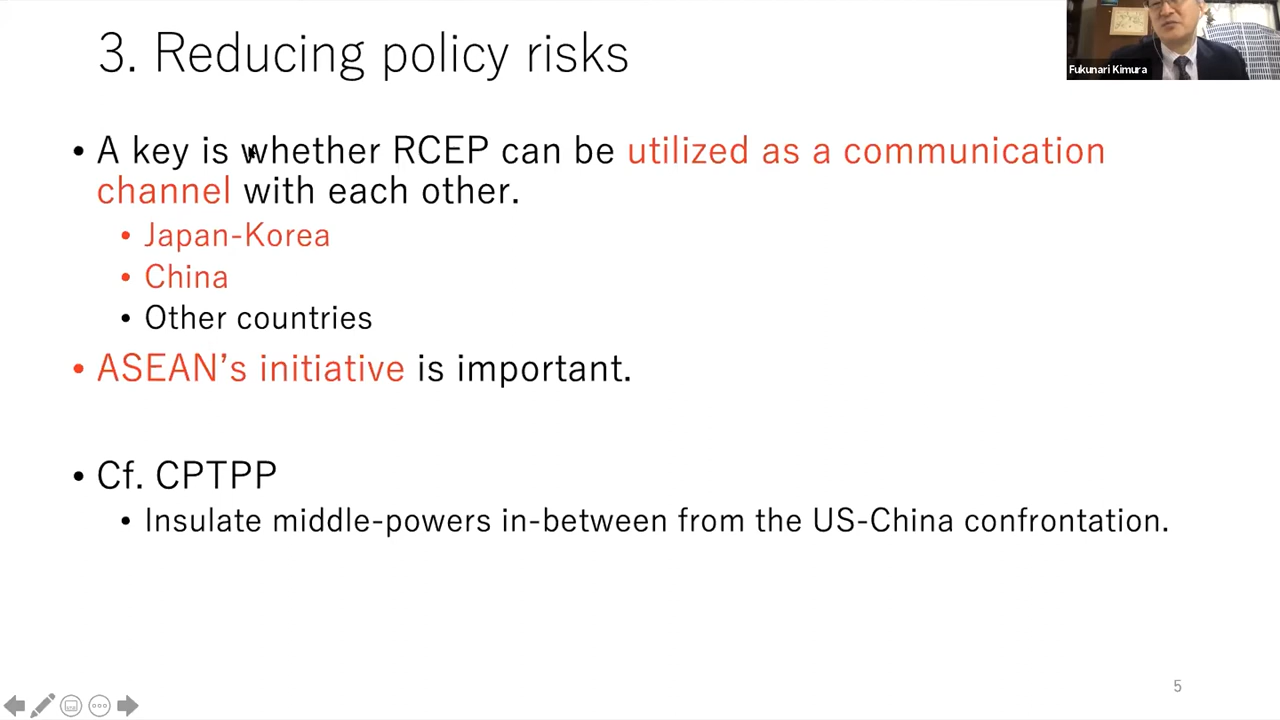 3. Reducing policy risks
Fukunari Kimura
• A key is whether RCEP can be utilized as a communication
channel with each other.
• Japan-Korea
• China
• Other countries
• ASEAN’s initiative is important.
• Cf. CPTPP
• Insulate middle-powers in-between from the US-China confrontation.
5